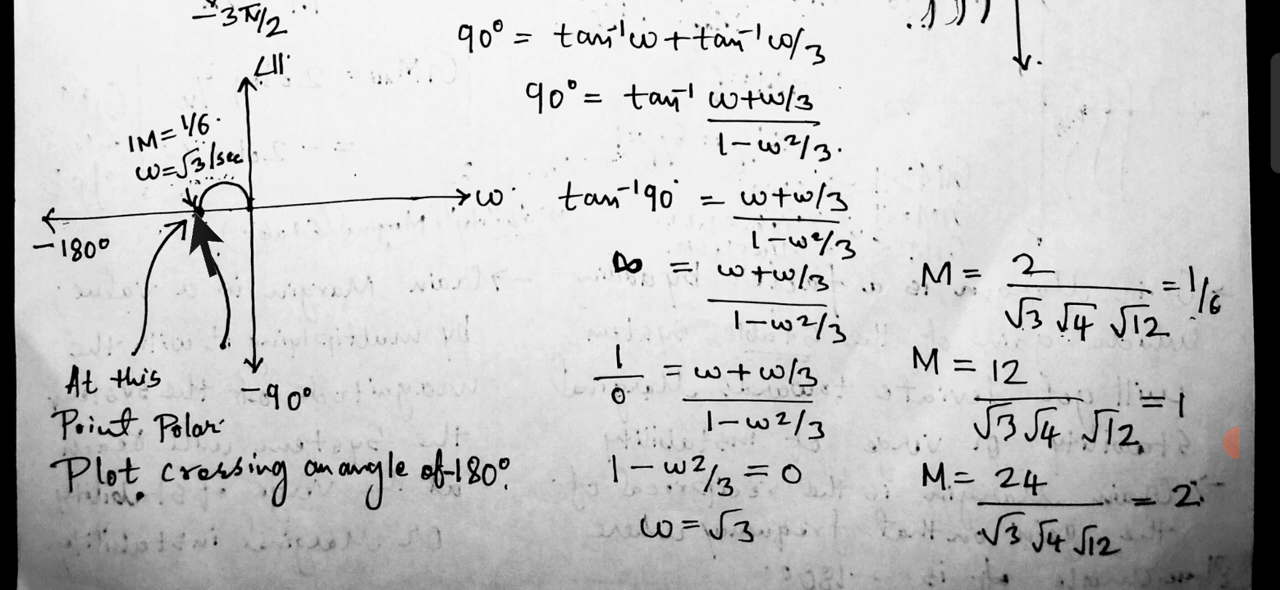 -3π/2
∠M
M = 1/6.
ω=√3/sec
ω
-180°
-90°
At this
Point. Polar
Plot crossing an angle of -180°.
90° = tan⁻¹ω + tan⁻¹ω/3
90° = tan⁻¹ (ω+ω/3)/(1-ω²/3).
tan⁻¹90 = (ω+ω/3)/(1-ω²/3).
∞ = (ω+ω/3)/(1-ω²/3)
1/0 = (ω+ω/3)/(1-ω²/3)
1-ω²/3 = 0
ω=√3
M = 2/(√3 √4 √12) = 1/6
M = 12/(√3 √4 √12) = 1
M = 24/(√3 √4 √12) = 2.